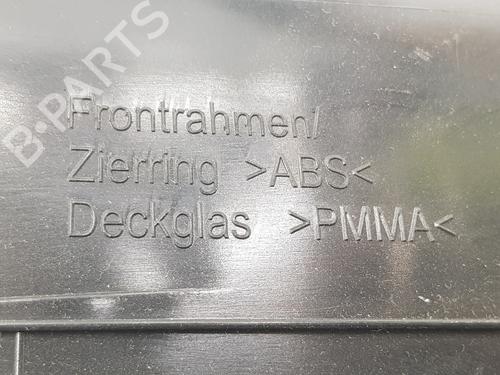 B-PARTS
Frontrahmen/
Zierring >ABS<
Deckglas >PMMA<